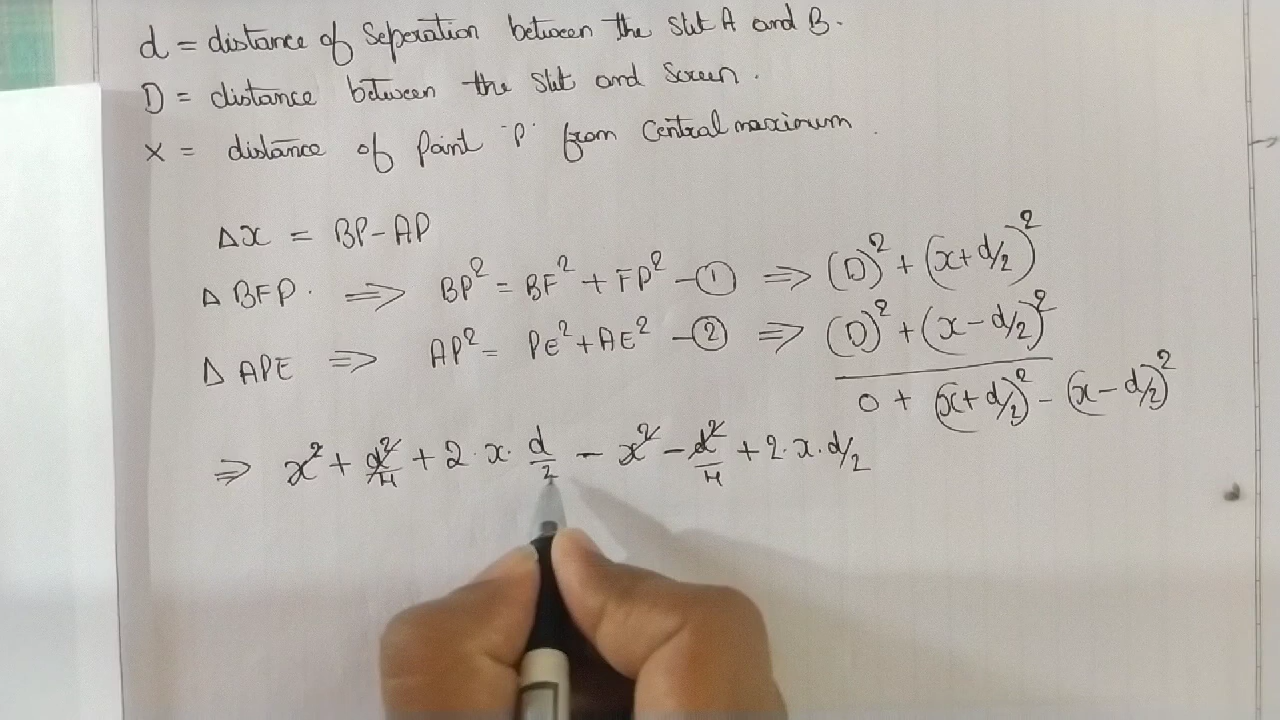 d = distance of Seperation between the slit A and B.
D = distance between the slit and Screen.
x = distance of Point "P" from Central maximum.
Δx = BP-AP
Δ BFP. ⇒ BP² = BF² + FP² - ① ⇒ (D)² + (x+d/2)²
Δ APE ⇒ AP² = PE² + AE² - ② ⇒ (D)² + (x-d/2)²
0 + (x+d/2)² - (x-d/2)²
⇒ x² + d²/4 + 2·x·d/2 - x² - d²/4 + 2·x·d/2